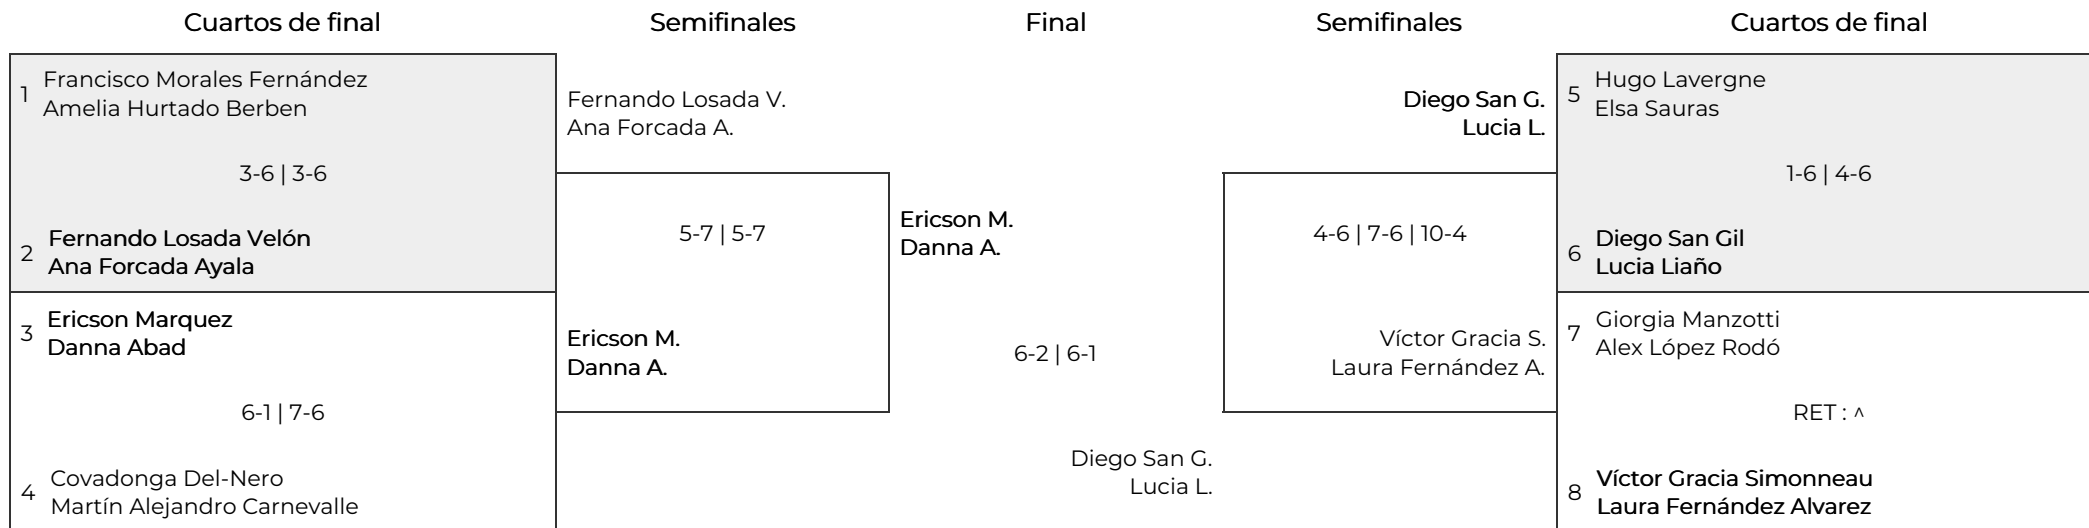 Cuartos de final
Semifinales
Final
Semifinales
Cuartos de final
1
Francisco Morales Fernández
Amelia Hurtado Berben
3-6 | 3-6
2
Fernando Losada Velón
Ana Forcada Ayala
3
Ericson Marquez
Danna Abad
6-1 | 7-6
4
Covadonga Del-Nero
Martín Alejandro Carnevalle
Fernando Losada V.
Ana Forcada A.
5-7 | 5-7
Ericson M.
Danna A.
Ericson M.
Danna A.
6-2 | 6-1
Diego San G.
Lucia L.
Diego San G.
Lucia L.
4-6 | 7-6 | 10-4
Víctor Gracia S.
Laura Fernández A.
5
Hugo Lavergne
Elsa Sauras
1-6 | 4-6
6
Diego San Gil
Lucia Liaño
7
Giorgia Manzotti
Alex López Rodó
RET : ^
8
Víctor Gracia Simonneau
Laura Fernández Alvarez